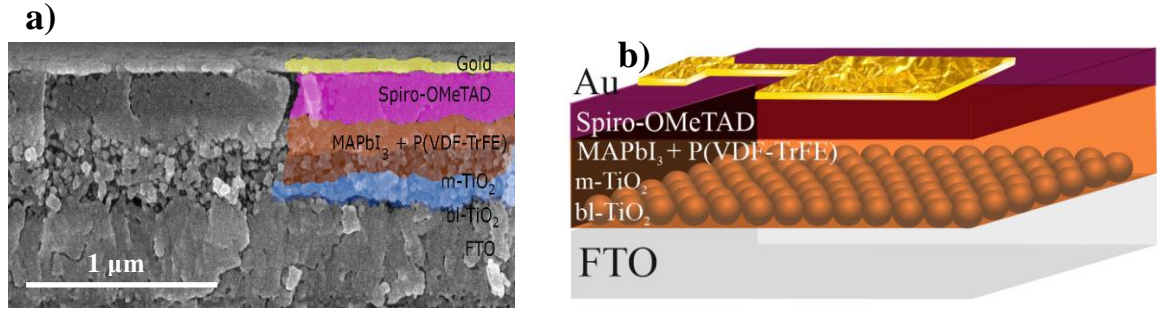 a)
Gold
Spiro-OMeTAD
MAPbI₃ + P(VDF-TrFE)
m-TiO₂
bl-TiO₂
FTO
1 μm
b)
Au
Spiro-OMeTAD
MAPbI₃ + P(VDF-TrFE)
m-TiO₂
bl-TiO₂
FTO